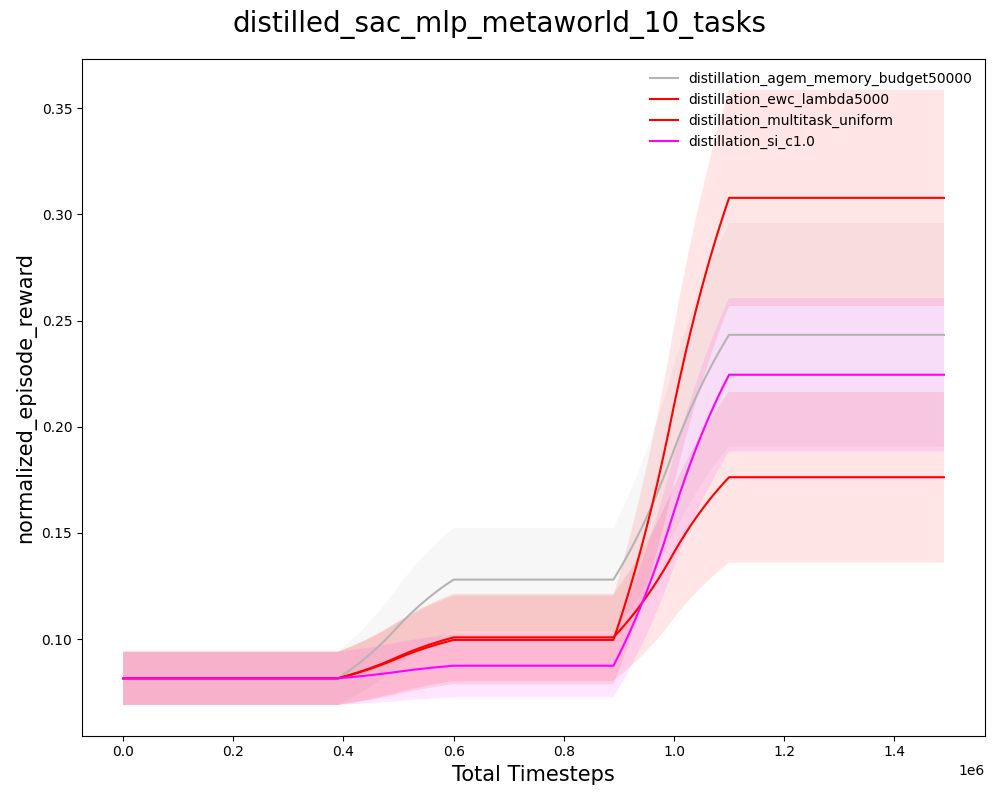 distilled_sac_mlp_metaworld_10_tasks
distillation_agem_memory_budget50000
distillation_ewc_lambda5000
distillation_multitask_uniform
distillation_si_c1.0
normalized_episode_reward
0.35
0.30
0.25
0.20
0.15
0.10
0.0 0.2 0.4 0.6 0.8 1.0 1.2 1.4
1e6
Total Timesteps